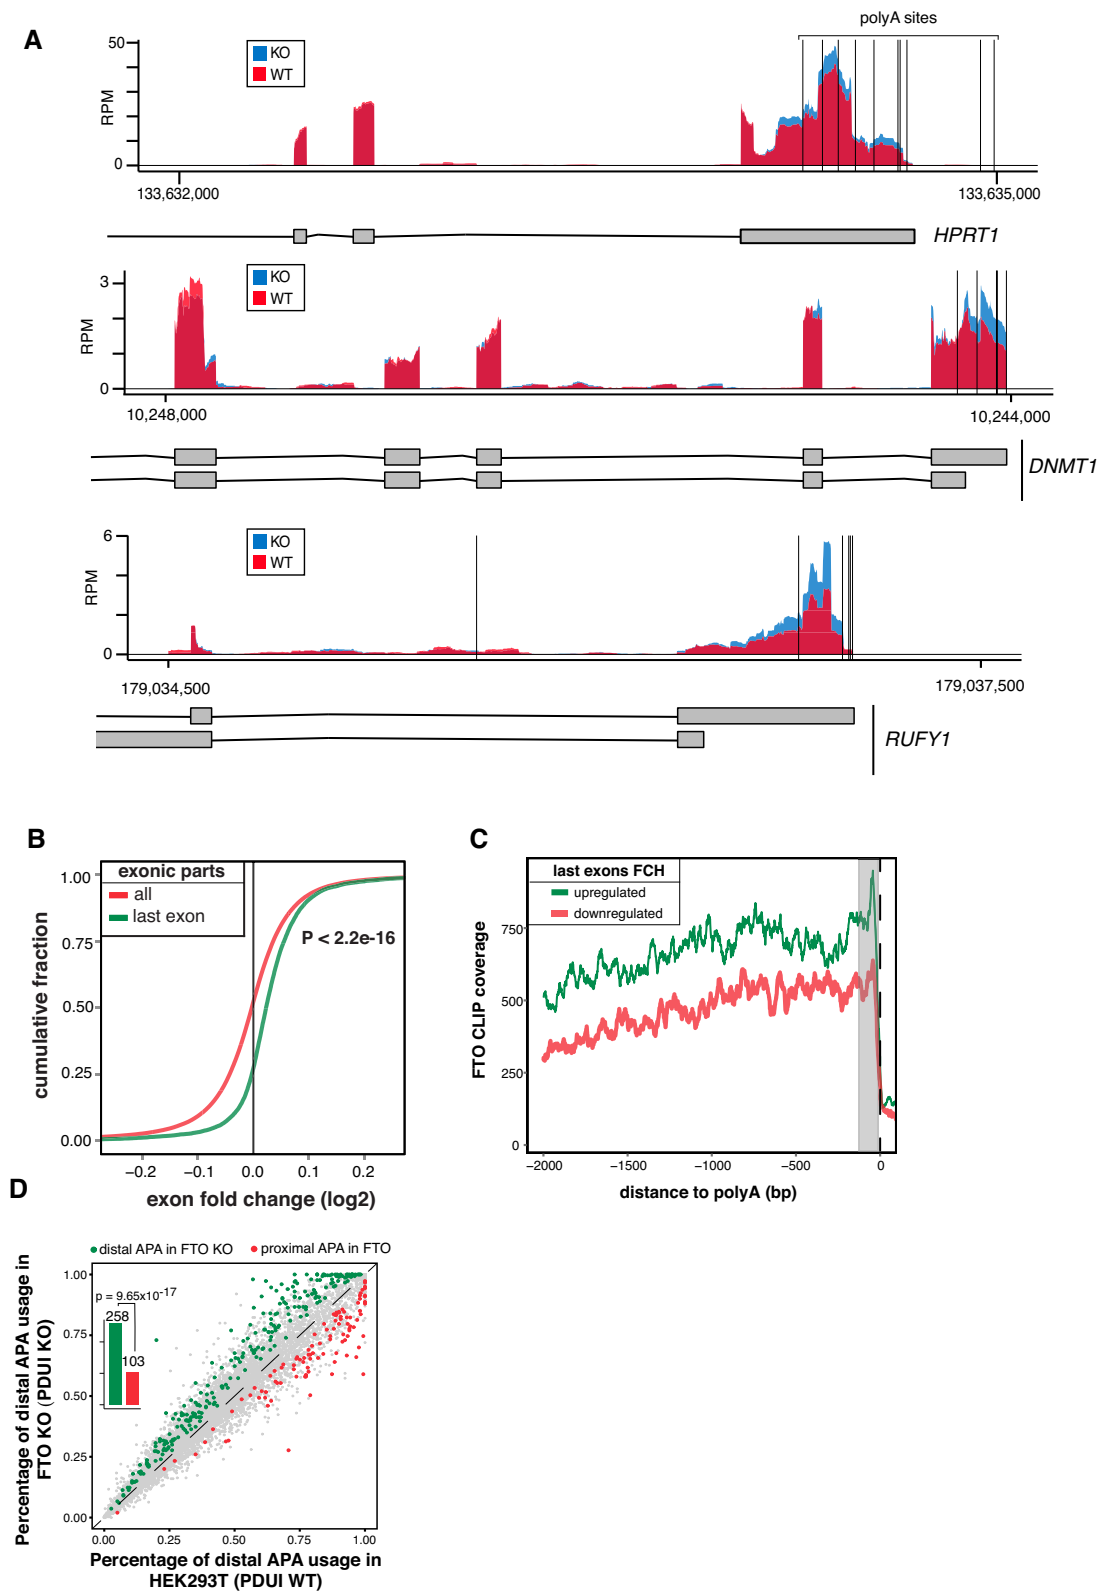 A
polyA sites
50
KO
WT
RPM
0
133,632,000
133,635,000
HPRT1
3
KO
WT
RPM
0
10,248,000
10,244,000
DNMT1
6
KO
WT
RPM
0
179,034,500
179,037,500
RUFY1
B
exonic parts
all
last exon
P < 2.2e-16
1.00
0.75
0.50
0.25
0.00
cumulative fraction
−0.2
−0.1
0.0
0.1
0.2
exon fold change (log2)
C
last exons FCH
upregulated
downregulated
750
500
250
0
FTO CLIP coverage
−2000
−1500
−1000
−500
0
distance to polyA (bp)
D
distal APA in FTO KO
proximal APA in FTO
p = 9.65x10-17
258
103
1.00
0.75
0.50
0.25
0.00
Percentage of distal APA usage in
FTO KO (PDUI KO)
0.00
0.25
0.50
0.75
1.00
Percentage of distal APA usage in
HEK293T (PDUI WT)